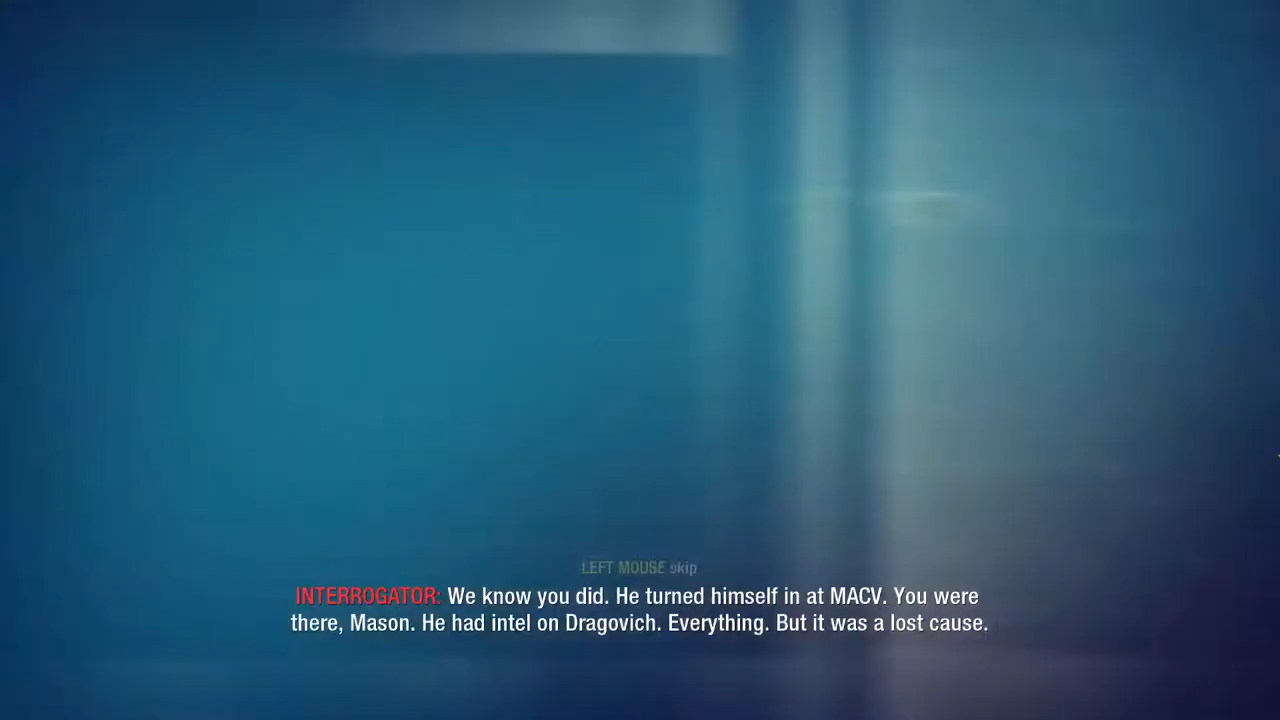 LEFT MOUSE skip
INTERROGATOR: We know you did. He turned himself in at MACV. You were
there, Mason. He had intel on Dragovich. Everything. But it was a lost cause.